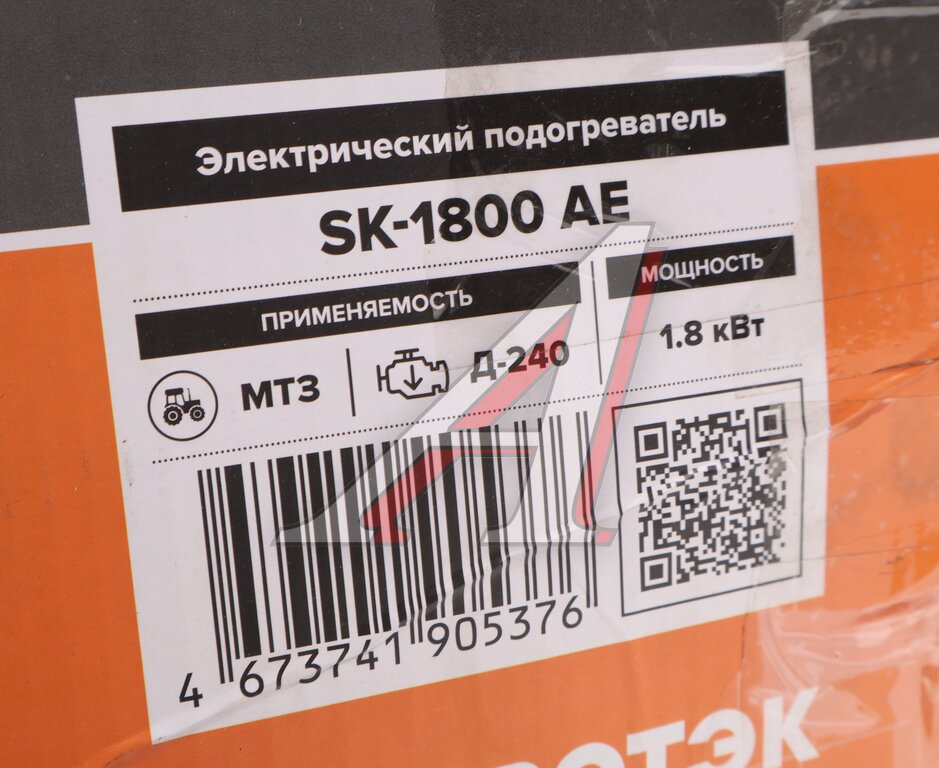 Электрический подогреватель
SK-1800 AE
ПРИМЕНЯЕМОСТЬ
МОЩНОСТЬ
МТЗ
Д-240
1.8 кВт
4 673741 905376